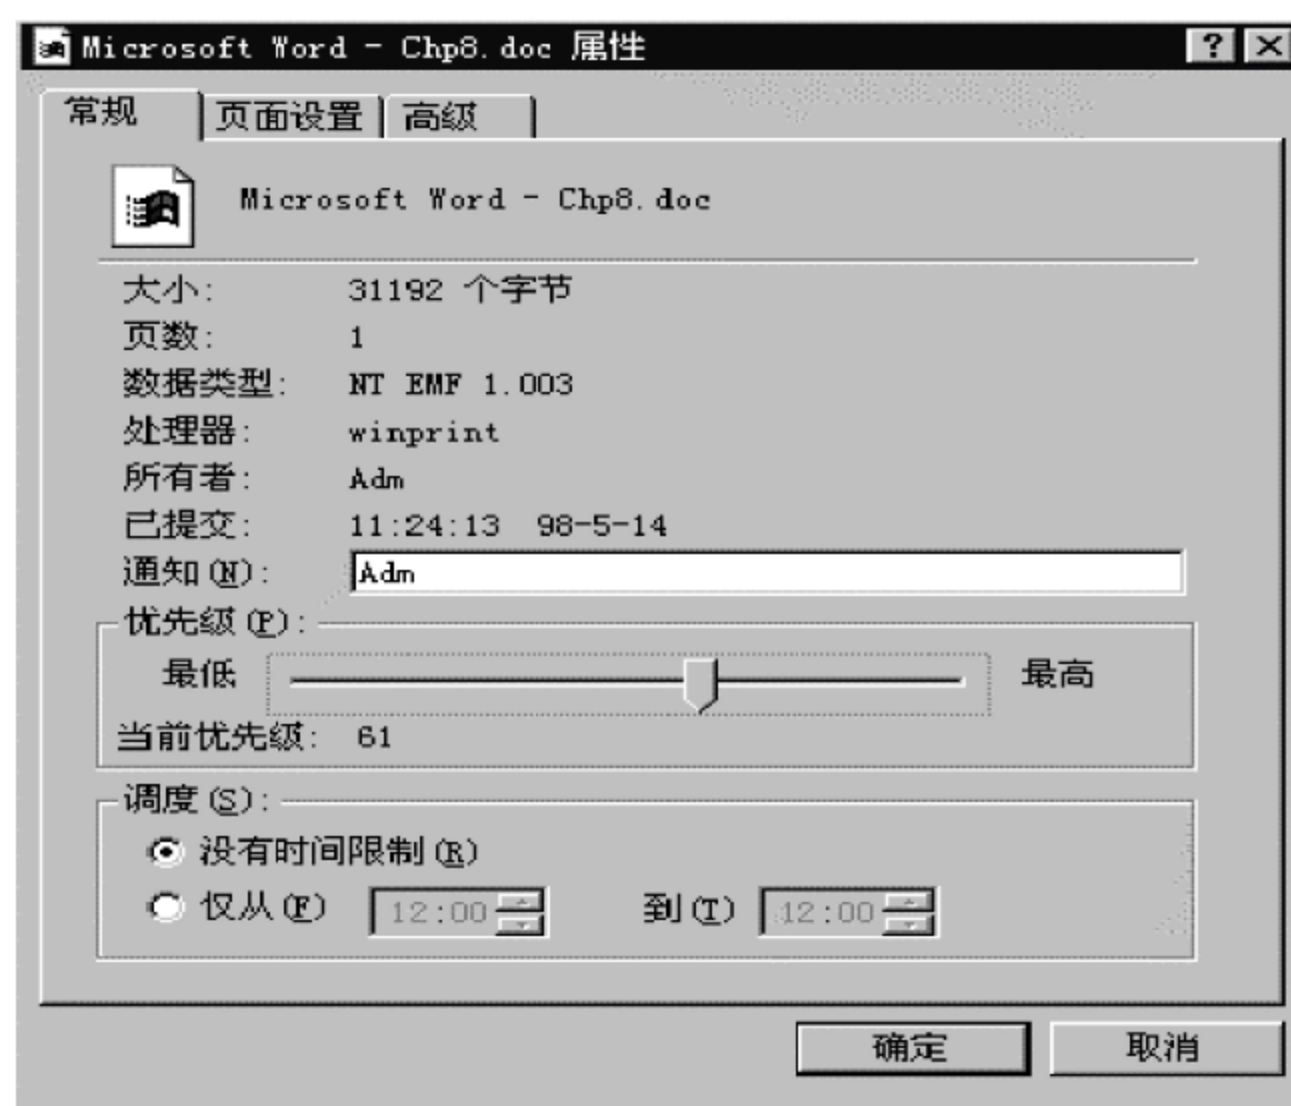 Microsoft Word - Chp8.doc 属性
常规 页面设置 高级
Microsoft Word - Chp8.doc
大小: 31192 个字节
页数: 1
数据类型: NT EMF 1.003
处理器: winprint
所有者: Adm
已提交: 11:24:13 98-5-14
通知(N): Adm
优先级(P):
最低 最高
当前优先级: 61
调度(S):
没有时间限制(R)
仅从(F) 12:00 到(T) 12:00
确定 取消